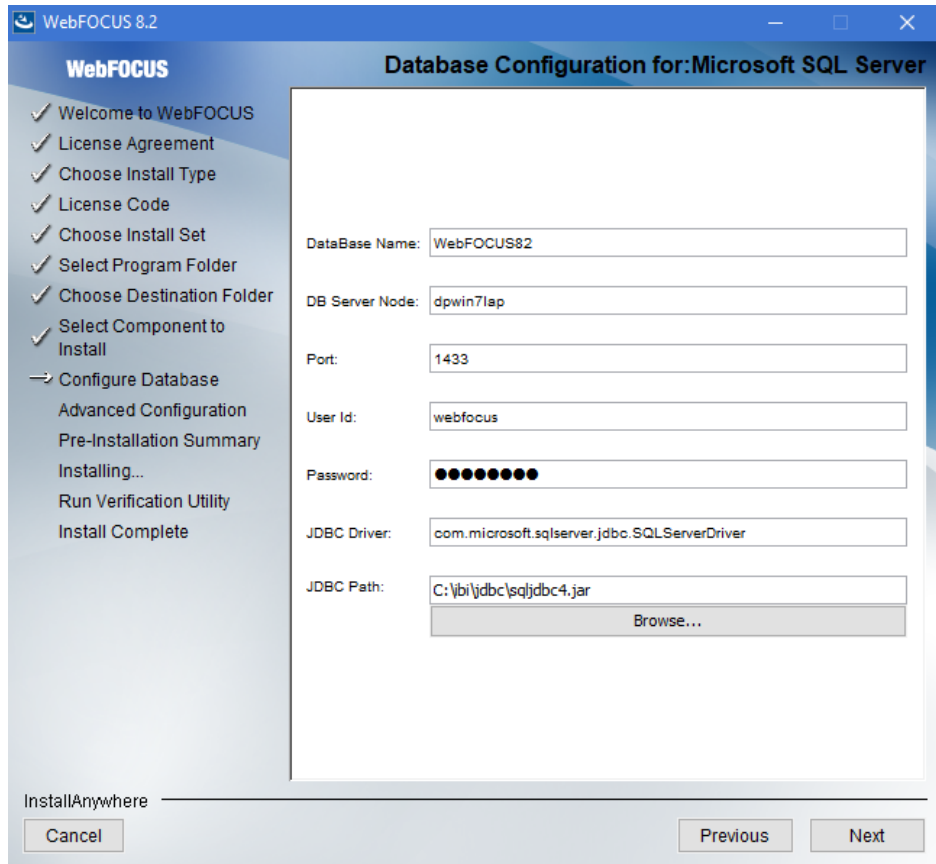 WebFOCUS 8.2
WebFOCUS
Database Configuration for:Microsoft SQL Server
Welcome to WebFOCUS
License Agreement
Choose Install Type
License Code
Choose Install Set
Select Program Folder
Choose Destination Folder
Select Component to
Install
Configure Database
Advanced Configuration
Pre-Installation Summary
Installing...
Run Verification Utility
Install Complete
DataBase Name: WebFOCUS82
DB Server Node: dpwin7lap
Port: 1433
User Id: webfocus
Password: ●●●●●●●●
JDBC Driver: com.microsoft.sqlserver.jdbc.SQLServerDriver
JDBC Path: C:\ibi\jdbc\sqljdbc4.jar
Browse...
InstallAnywhere
Cancel Previous Next